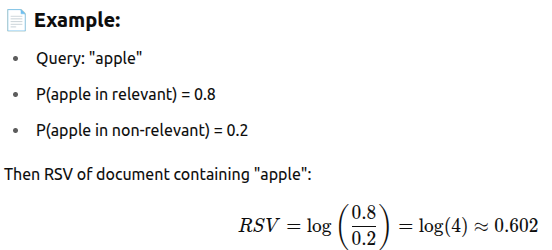 📄 Example:
• Query: "apple"
• P(apple in relevant) = 0.8
• P(apple in non-relevant) = 0.2
Then RSV of document containing "apple":
RSV = log(0.8/0.2) = log(4) ≈ 0.602